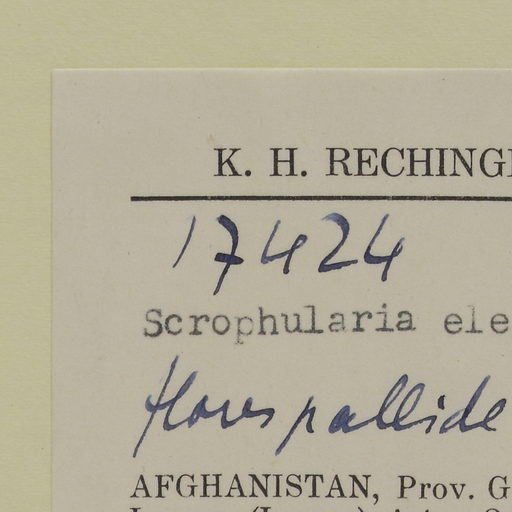 K. H. RECHING
17424
Scrophularia ele
flores pallide
AFGHANISTAN, Prov. G